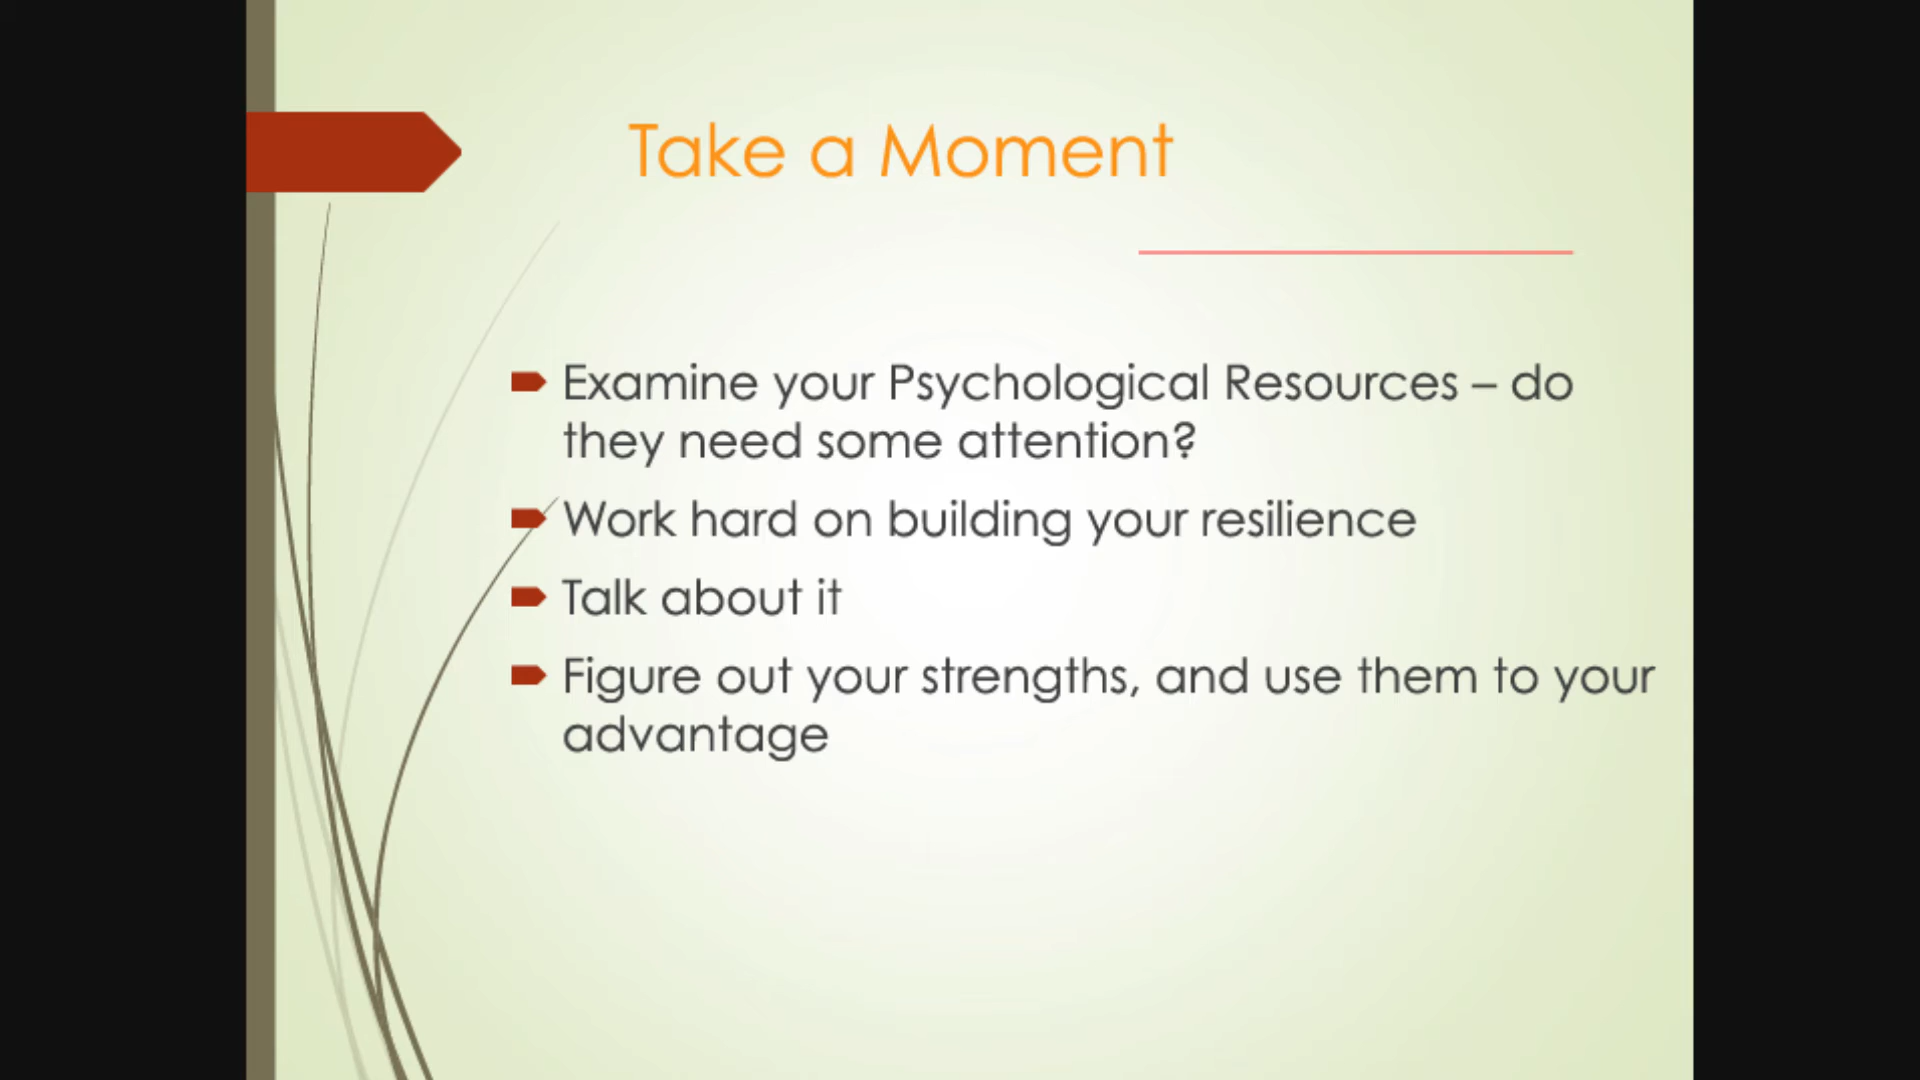 Take a Moment
Examine your Psychological Resources – do
they need some attention?
Work hard on building your resilience
Talk about it
Figure out your strengths, and use them to your
advantage